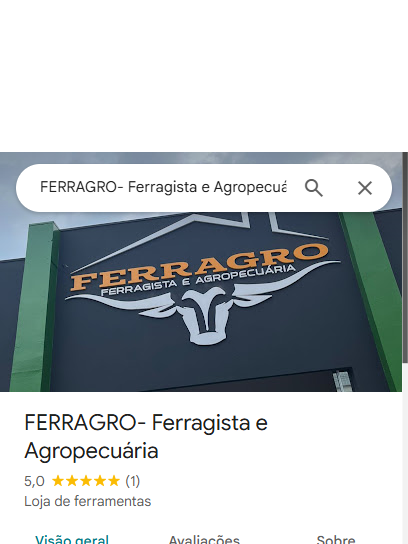 FERRAGRO- Ferragista e Agropecuá
FERRAGRO
FERRAGISTA E AGROPECUÁRIA
FERRAGRO- Ferragista e
Agropecuária
5,0 ★★★★★ (1)
Loja de ferramentas
Visão geral Avaliações Sobre